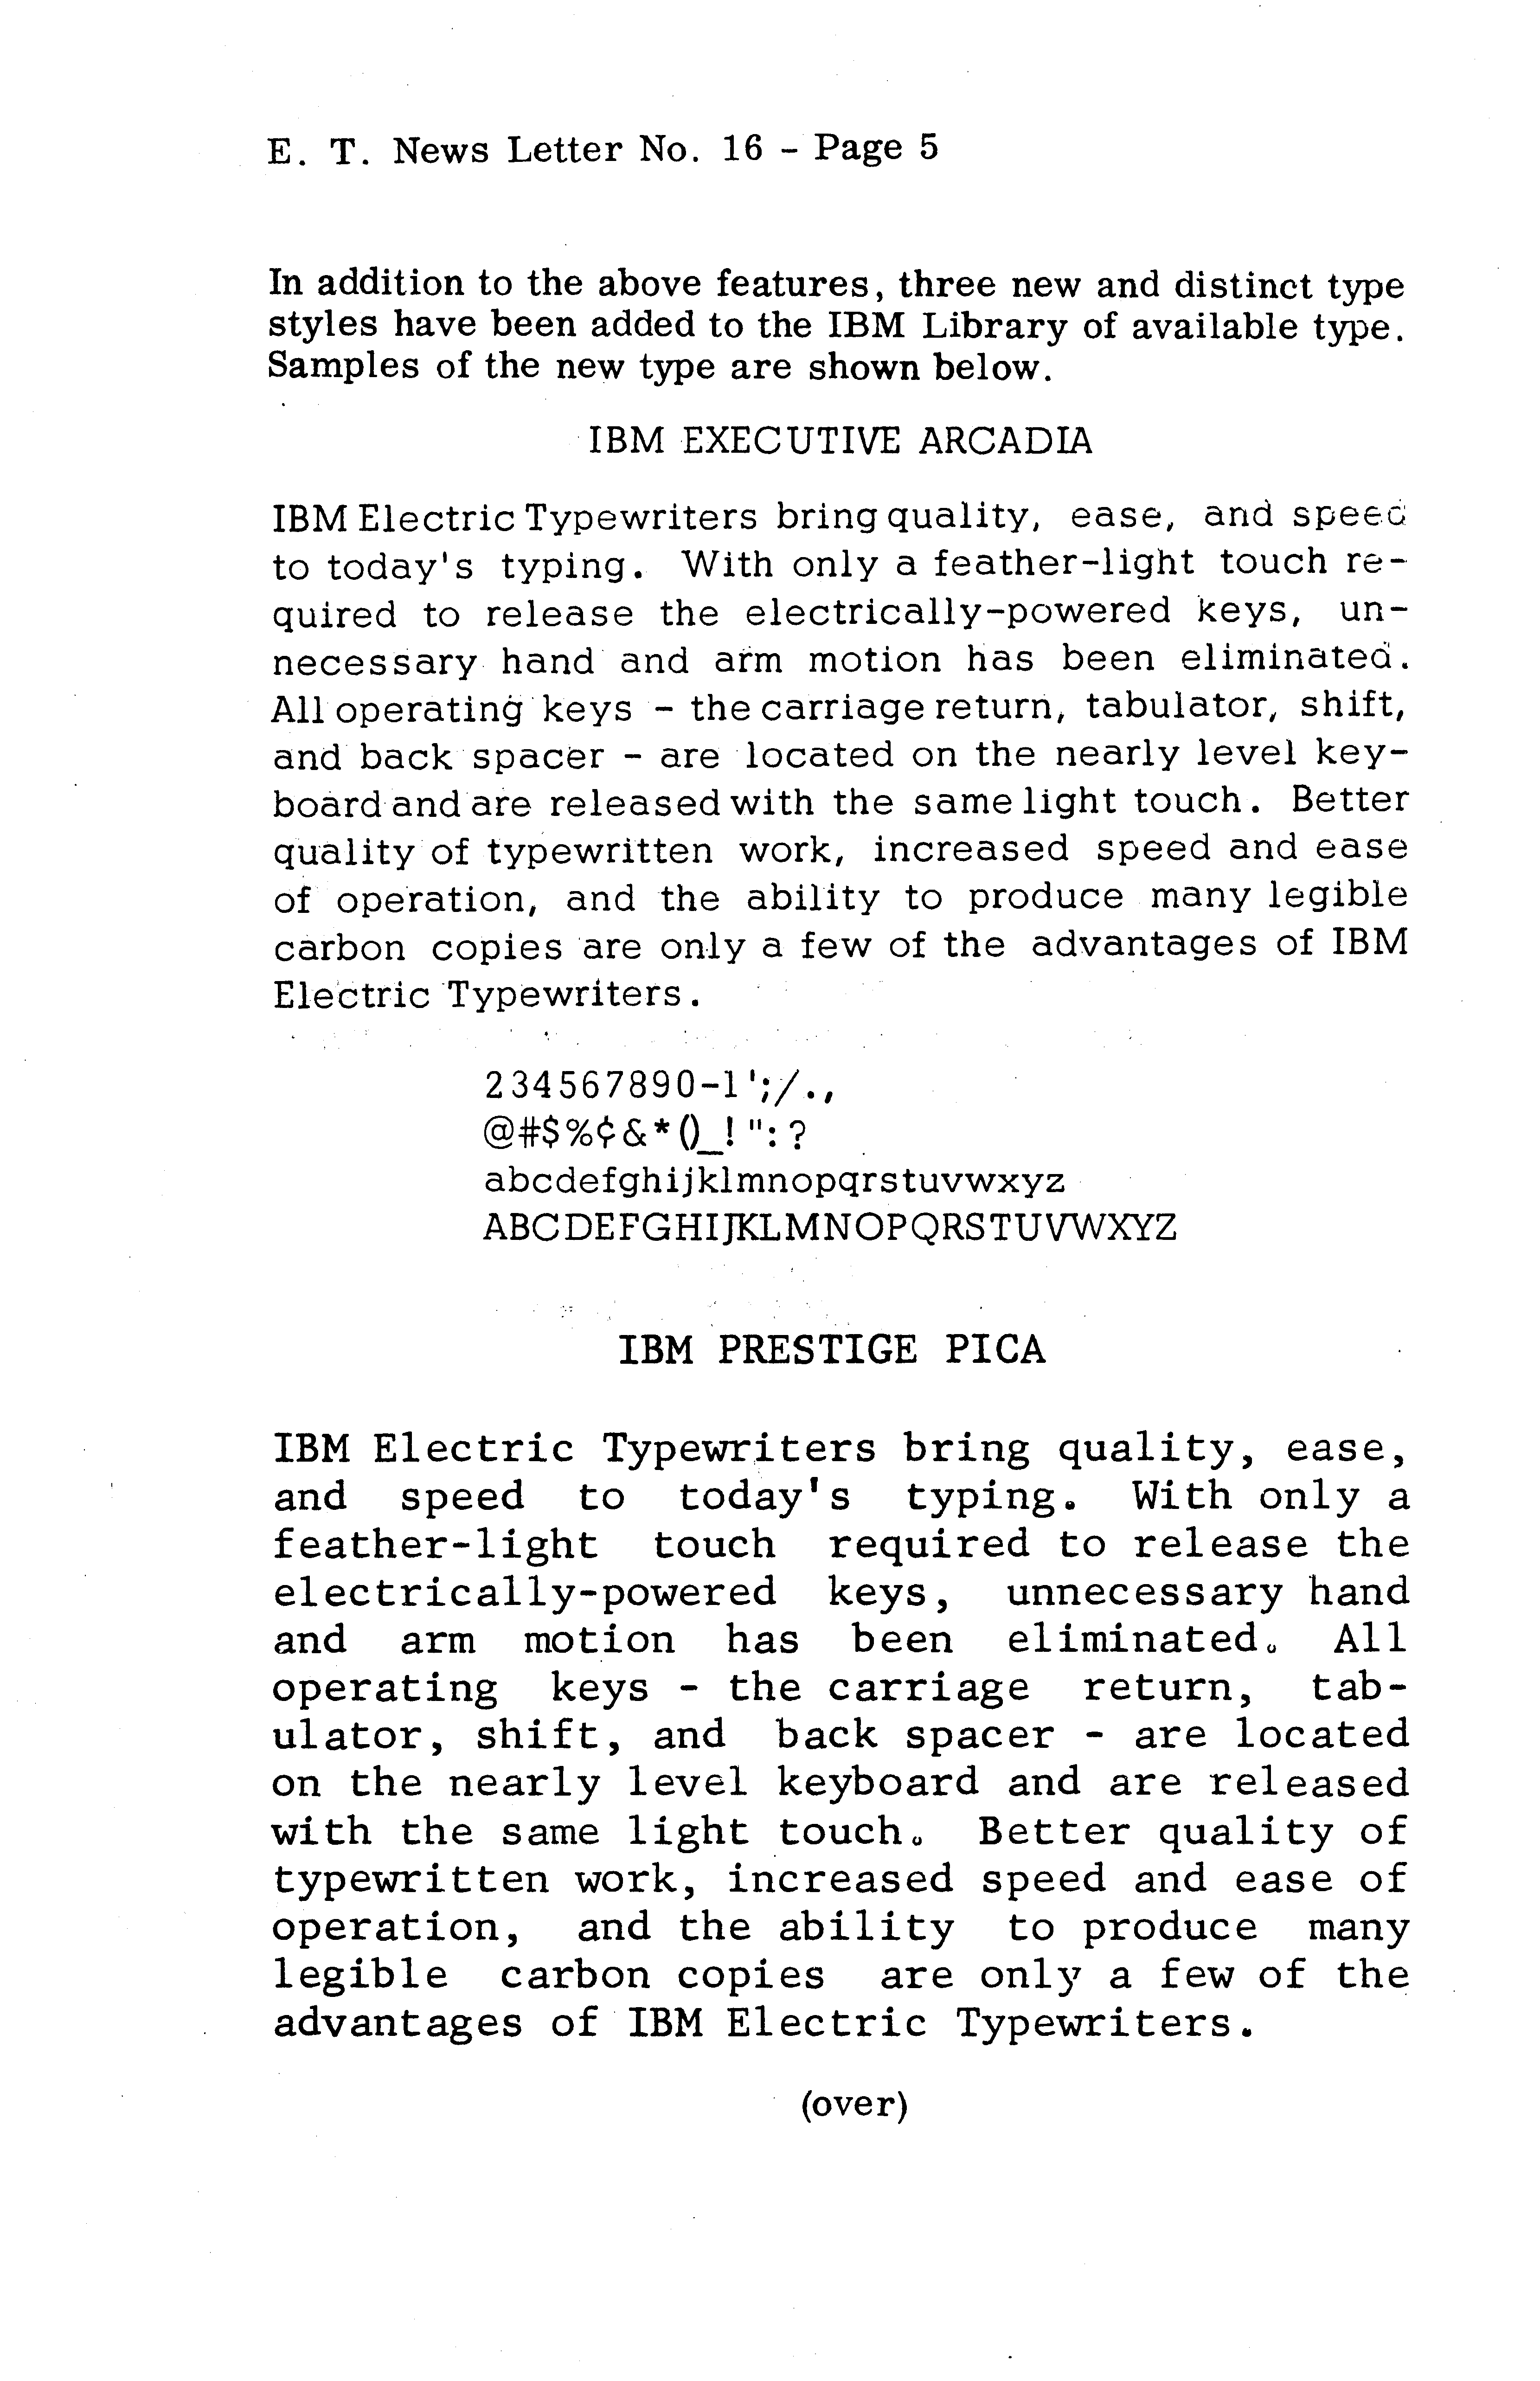 E. T. News Letter No. 16 - Page 5
In addition to the above features, three new and distinct type
styles have been added to the IBM Library of available type.
Samples of the new type are shown below.
IBM EXECUTIVE ARCADIA
IBM Electric Typewriters bring quality, ease, and speed
to today's typing. With only a feather-light touch re-
quired to release the electrically-powered keys, un-
necessary hand and arm motion has been eliminated.
All operating keys - the carriage return, tabulator, shift,
and back spacer - are located on the nearly level key-
board and are released with the same light touch. Better
quality of typewritten work, increased speed and ease
of operation, and the ability to produce many legible
carbon copies are only a few of the advantages of IBM
Electric Typewriters.
234567890-1';/.,
@#$%¢&*()_!":?
abcdefghijklmnopqrstuvwxyz
ABCDEFGHIJKLMNOPQRSTUVWXYZ
IBM PRESTIGE PICA
IBM Electric Typewriters bring quality, ease,
and speed to today's typing. With only a
feather-light touch required to release the
electrically-powered keys, unnecessary hand
and arm motion has been eliminated. All
operating keys - the carriage return, tab-
ulator, shift, and back spacer - are located
on the nearly level keyboard and are released
with the same light touch. Better quality of
typewritten work, increased speed and ease of
operation, and the ability to produce many
legible carbon copies are only a few of the
advantages of IBM Electric Typewriters.
(over)